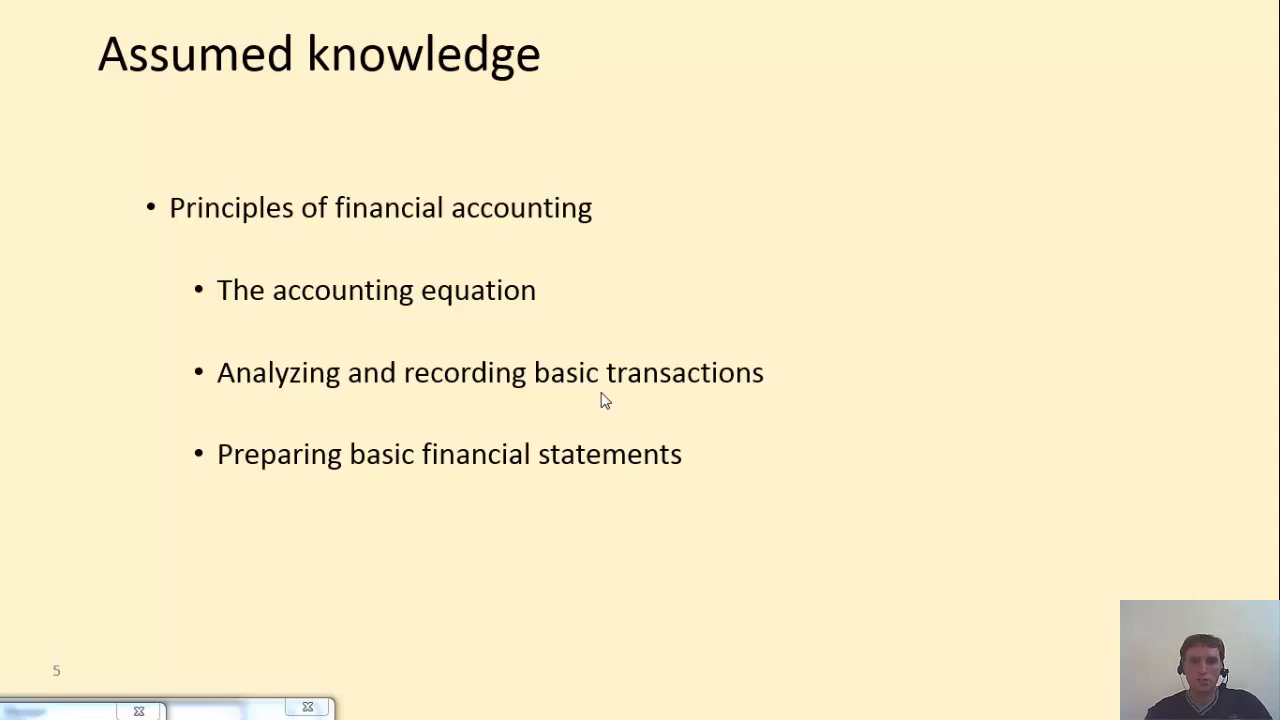 Assumed knowledge
• Principles of financial accounting
• The accounting equation
• Analyzing and recording basic transactions
• Preparing basic financial statements
5